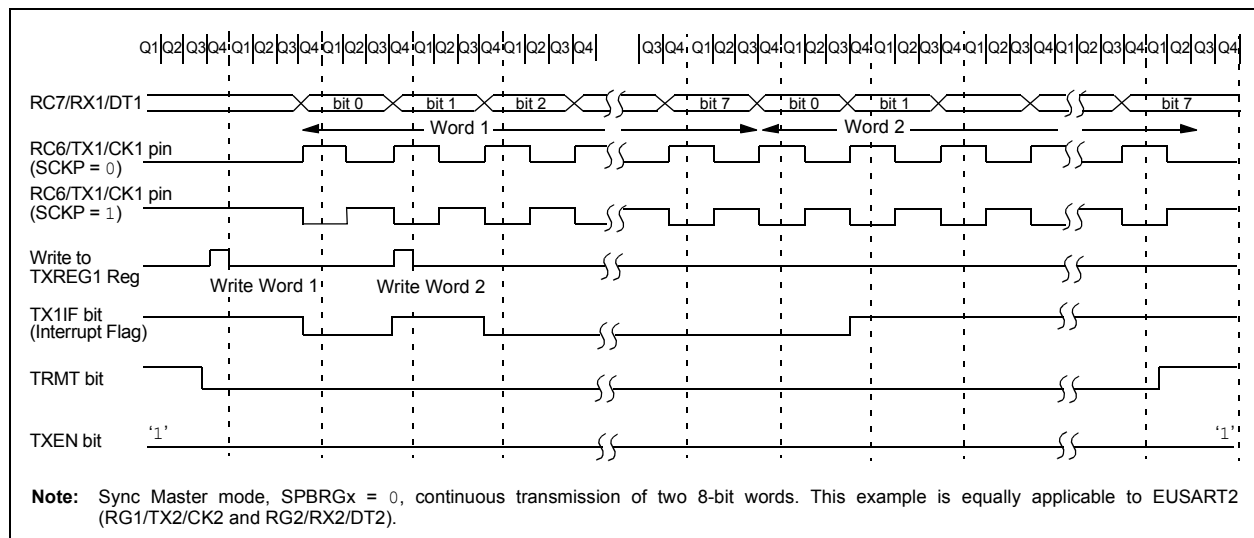 Q1 Q2 Q3 Q4 Q1 Q2 Q3 Q4 Q1 Q2 Q3 Q4 Q1 Q2 Q3 Q4 Q1 Q2 Q3 Q4 Q3 Q4 Q1 Q2 Q3 Q4 Q1 Q2 Q3 Q4 Q1 Q2 Q3 Q4 Q1 Q2 Q3 Q4 Q1 Q2 Q3 Q4 Q1 Q2 Q3 Q4
RC7/RX1/DT1 bit 0 bit 1 bit 2 bit 7 bit 0 bit 1 bit 7
Word 1 Word 2
RC6/TX1/CK1 pin
(SCKP = 0)
RC6/TX1/CK1 pin
(SCKP = 1)
Write to
TXREG1 Reg
Write Word 1 Write Word 2
TX1IF bit
(Interrupt Flag)
TRMT bit
TXEN bit ‘1’ ‘1’
Note: Sync Master mode, SPBRGx = 0, continuous transmission of two 8-bit words. This example is equally applicable to EUSART2
(RG1/TX2/CK2 and RG2/RX2/DT2).